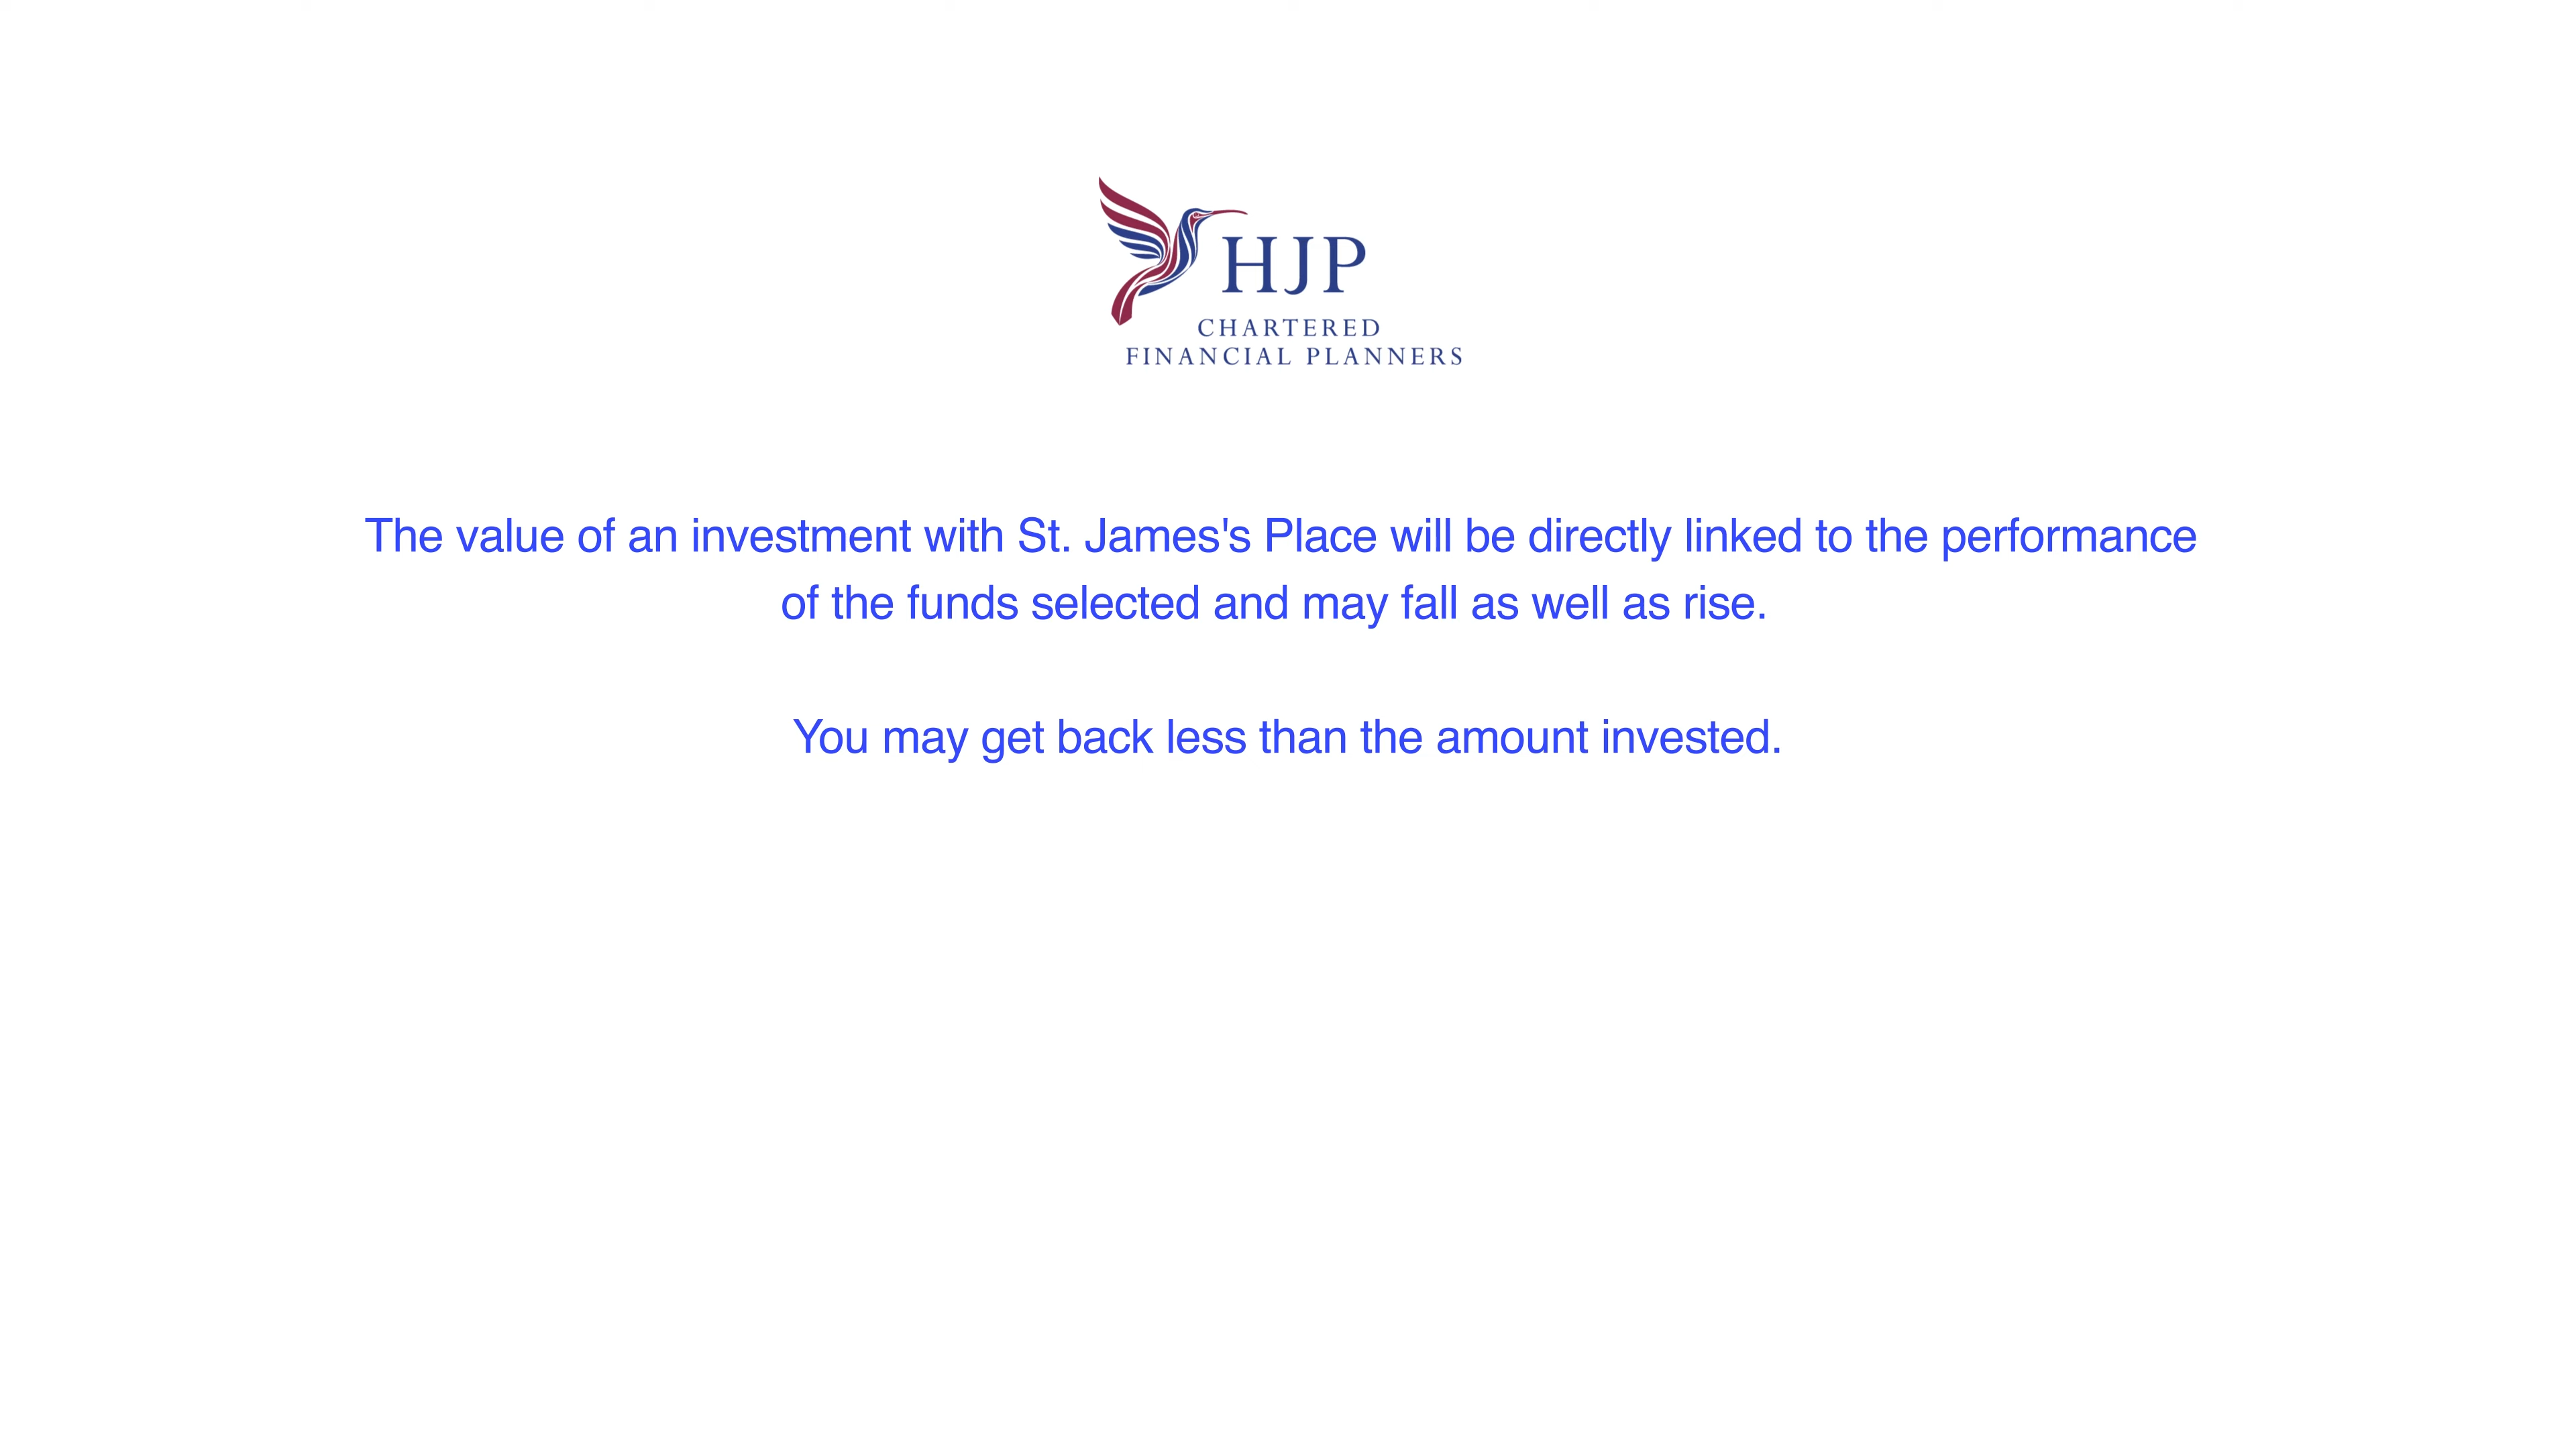 HJP
CHARTERED
FINANCIAL PLANNERS
The value of an investment with St. James's Place will be directly linked to the performance
of the funds selected and may fall as well as rise.
You may get back less than the amount invested.